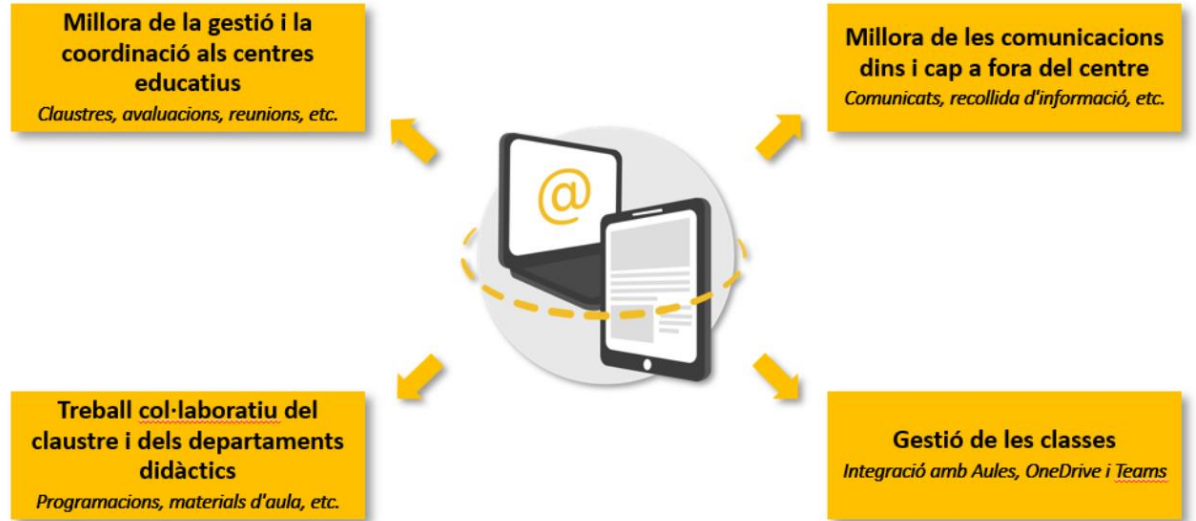 Millora de la gestió i la
coordinació als centres
educatius
Claustres, avaluacions, reunions, etc.
Millora de les comunicacions
dins i cap a fora del centre
Comunicats, recollida d'informació, etc.
@
Treball col·laboratiu del
claustre i dels departaments
didàctics
Programacions, materials d'aula, etc.
Gestió de les classes
Integració amb Aules, OneDrive i Teams